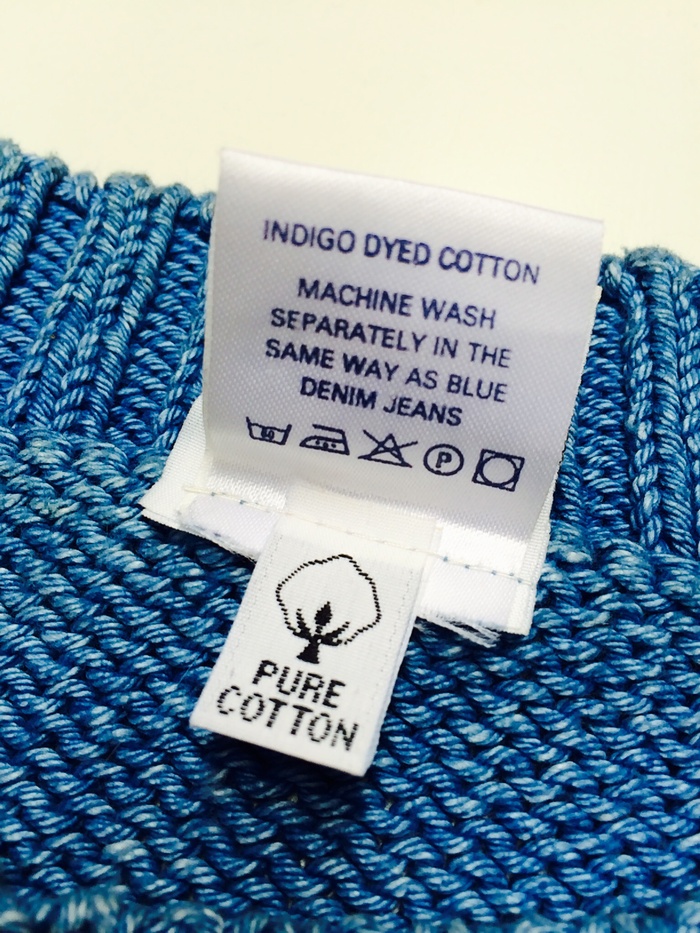 INDIGO DYED COTTON
MACHINE WASH
SEPARATELY IN THE
SAME WAY AS BLUE
DENIM JEANS
P
PURE
COTTON